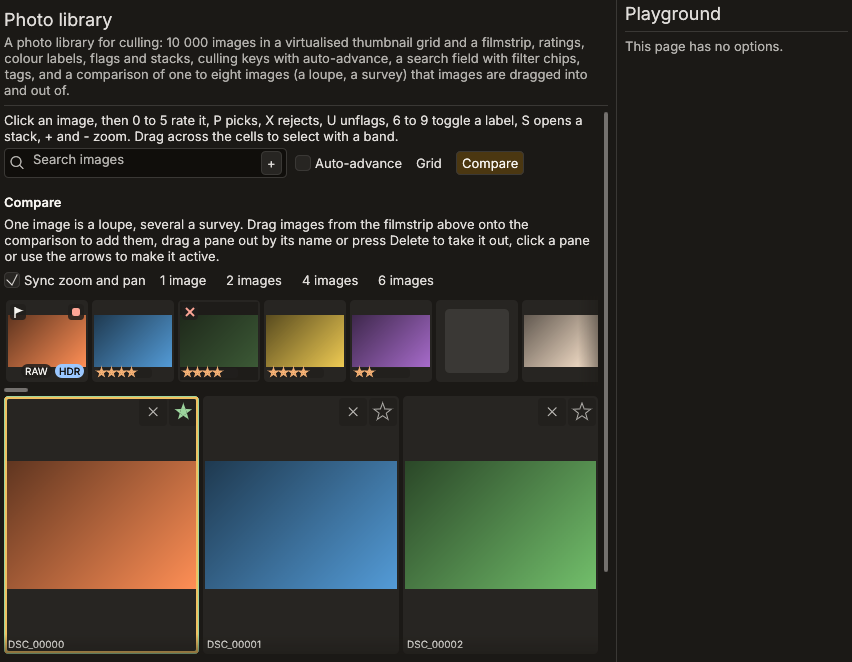 Photo library
A photo library for culling: 10 000 images in a virtualised thumbnail grid and a filmstrip, ratings,
colour labels, flags and stacks, culling keys with auto-advance, a search field with filter chips,
tags, and a comparison of one to eight images (a loupe, a survey) that images are dragged into
and out of.
Click an image, then 0 to 5 rate it, P picks, X rejects, U unflags, 6 to 9 toggle a label, S opens a
stack, + and - zoom. Drag across the cells to select with a band.
Search images + Auto-advance Grid Compare
Compare
One image is a loupe, several a survey. Drag images from the filmstrip above onto the
comparison to add them, drag a pane out by its name or press Delete to take it out, click a pane
or use the arrows to make it active.
Sync zoom and pan 1 image 2 images 4 images 6 images
RAW HDR
DSC_00000 DSC_00001 DSC_00002
Playground
This page has no options.